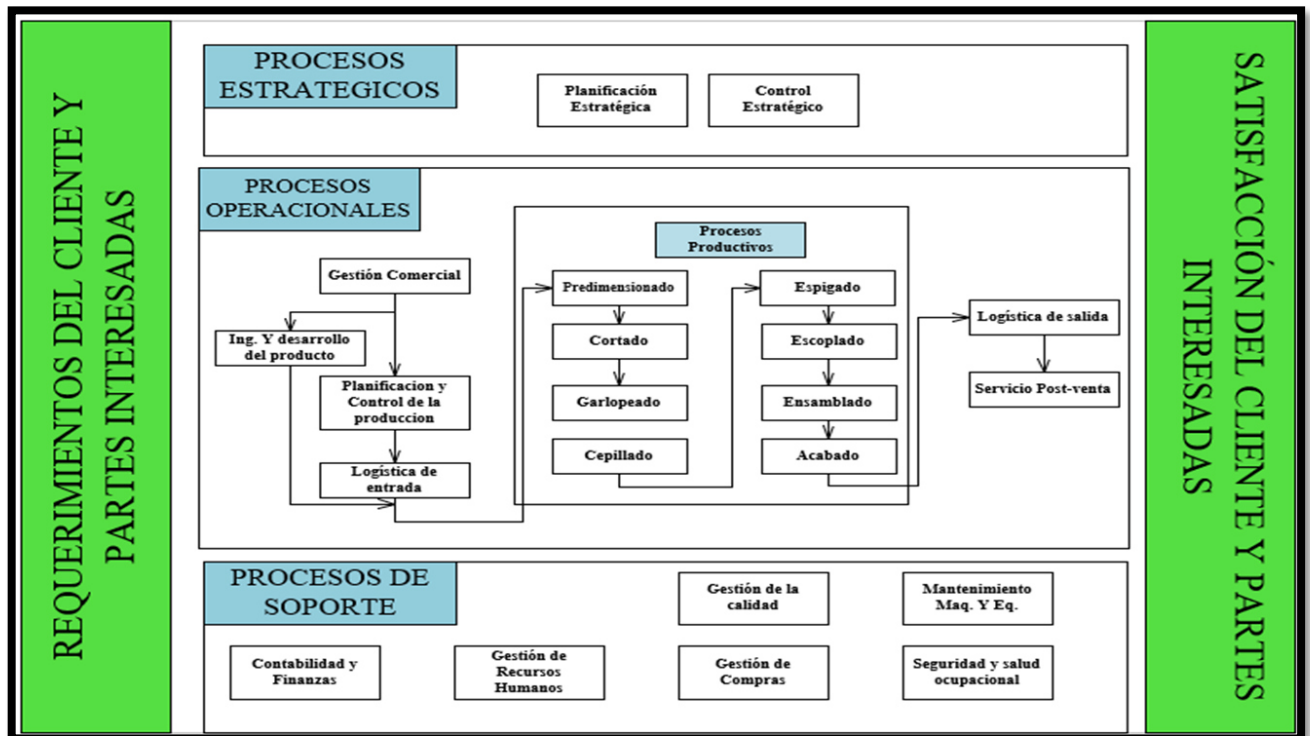 REQUERIMIENTOS DEL CLIENTE Y
PARTES INTERESADAS
PROCESOS
ESTRATEGICOS
Planificación
Estratégica
Control
Estratégico
PROCESOS
OPERACIONALES
Gestión Comercial
Ing. Y desarrollo
del producto
Planificacion y
Control de la
produccion
Logística de
entrada
Procesos
Productivos
Predimensionado
Cortado
Garlopeado
Cepillado
Espigado
Escoplado
Ensamblado
Acabado
Logística de salida
Servicio Post-venta
PROCESOS DE
SOPORTE
Gestión de la
calidad
Mantenimiento
Maq. Y Eq.
Contabilidad y
Finanzas
Gestión de
Recursos
Humanos
Gestión de
Compras
Seguridad y salud
ocupacional
SATISFACCIÓN DEL CLIENTE Y PARTES
INTERESADAS